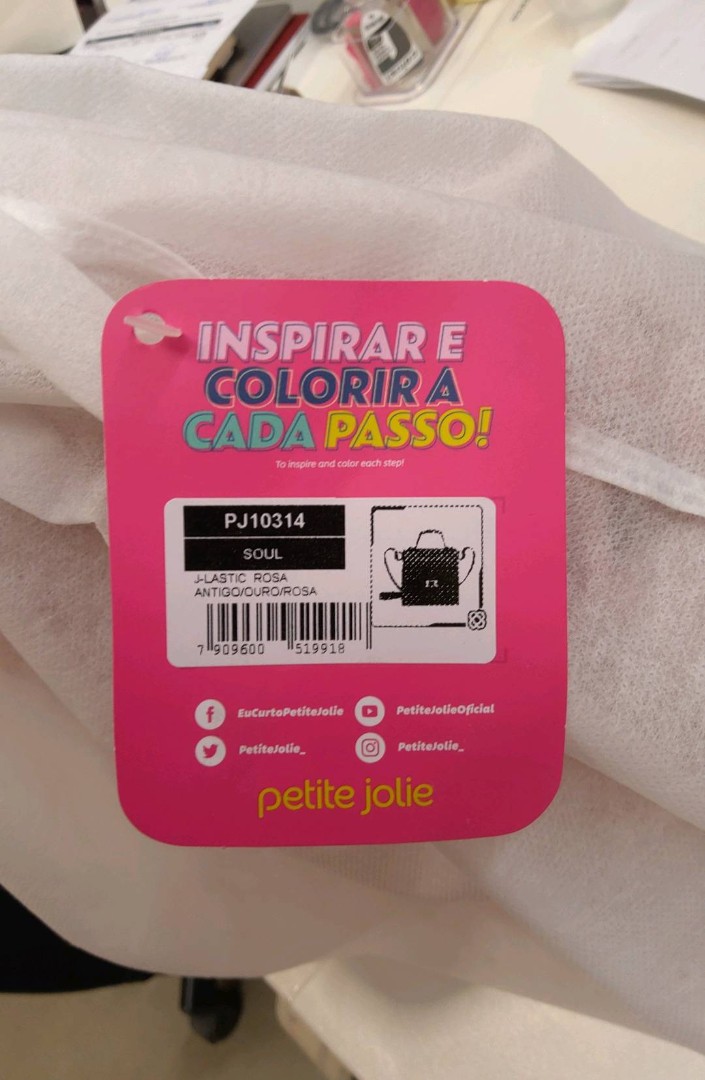 INSPIRAR E
COLORIR A
CADA PASSO!
To inspire and color each step!
PJ10314
SOUL
J-LASTIC ROSA
ANTIGO/OURO/ROSA
7 909600 519918
EuCurtoPetiteJolie
PetiteJolieOficial
PetiteJolie_
PetiteJolie_
petite jolie